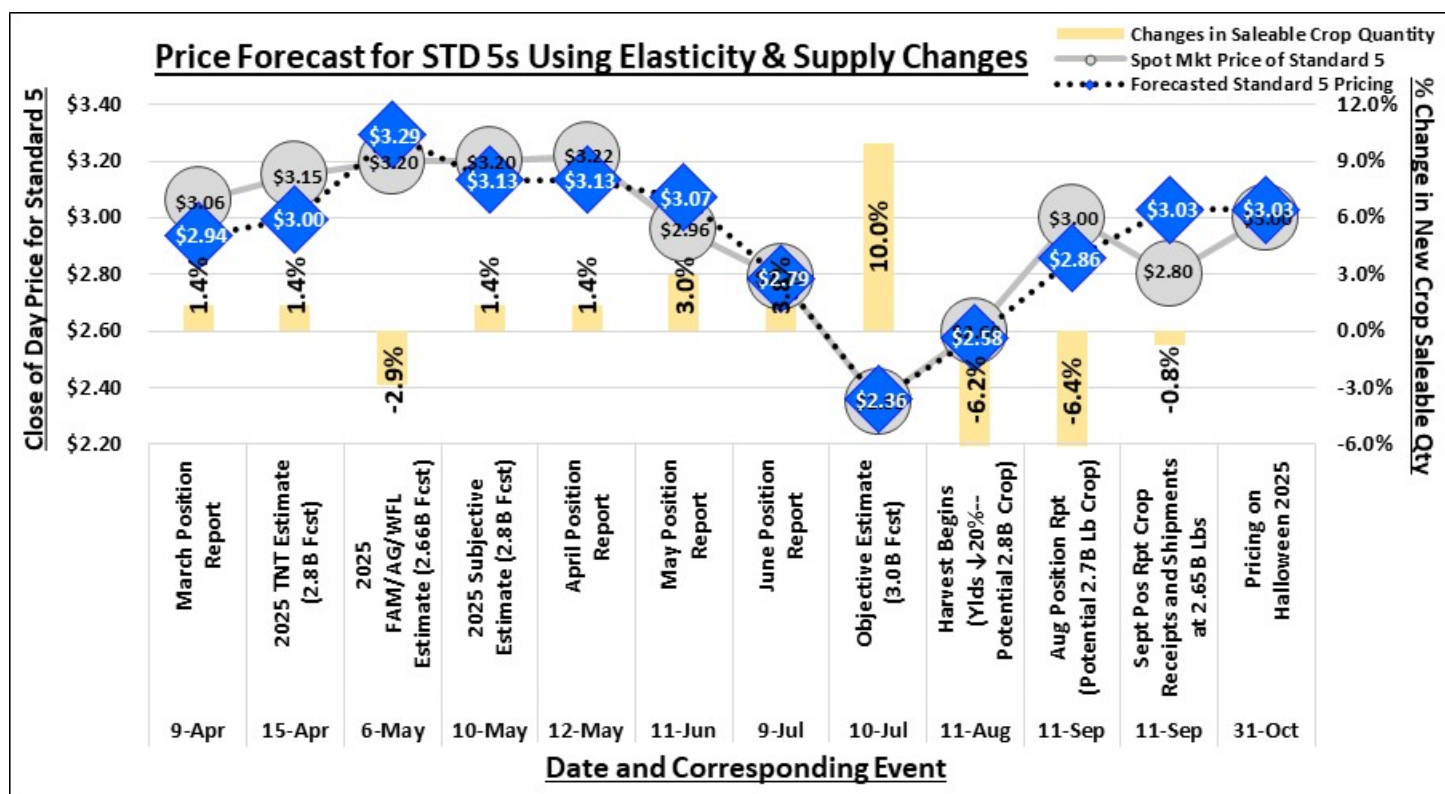 Price Forecast for STD 5s Using Elasticity & Supply Changes
Changes in Saleable Crop Quantity
Spot Mkt Price of Standard 5
Forecasted Standard 5 Pricing
Close of Day Price for Standard 5
$3.40
$3.20
$3.00
$2.80
$2.60
$2.40
$2.20
% Change in New Crop Saleable Qty
12.0%
9.0%
6.0%
3.0%
0.0%
-3.0%
-6.0%
$3.06
$3.15
$3.20
$3.20
$3.22
$2.96
$3.00
$2.80
$3.00
$2.94
$3.00
$3.29
$3.13
$3.13
$3.07
$2.79
$2.36
$2.58
$2.86
$3.03
$3.03
1.4%
1.4%
-2.9%
1.4%
1.4%
3.0%
10.0%
-6.2%
-6.4%
-0.8%
March Position
Report
2025 TNT Estimate
(2.8B Fcst)
2025
FAM/AG/WFL
Estimate (2.66B Fcst)
2025 Subjective
Estimate (2.8B Fcst)
April Position
Report
May Position
Report
June Position
Report
Objective Estimate
(3.0B Fcst)
Harvest Begins
(Ylds ↓20%--
Potential 2.8B Crop)
Aug Position Rpt
(Potential 2.7B Lb Crop)
Sept Pos Rpt Crop
Receipts and Shipments
at 2.65B Lbs
Pricing on
Halloween 2025
9-Apr
15-Apr
6-May
10-May
12-May
11-Jun
9-Jul
10-Jul
11-Aug
11-Sep
11-Sep
31-Oct
Date and Corresponding Event